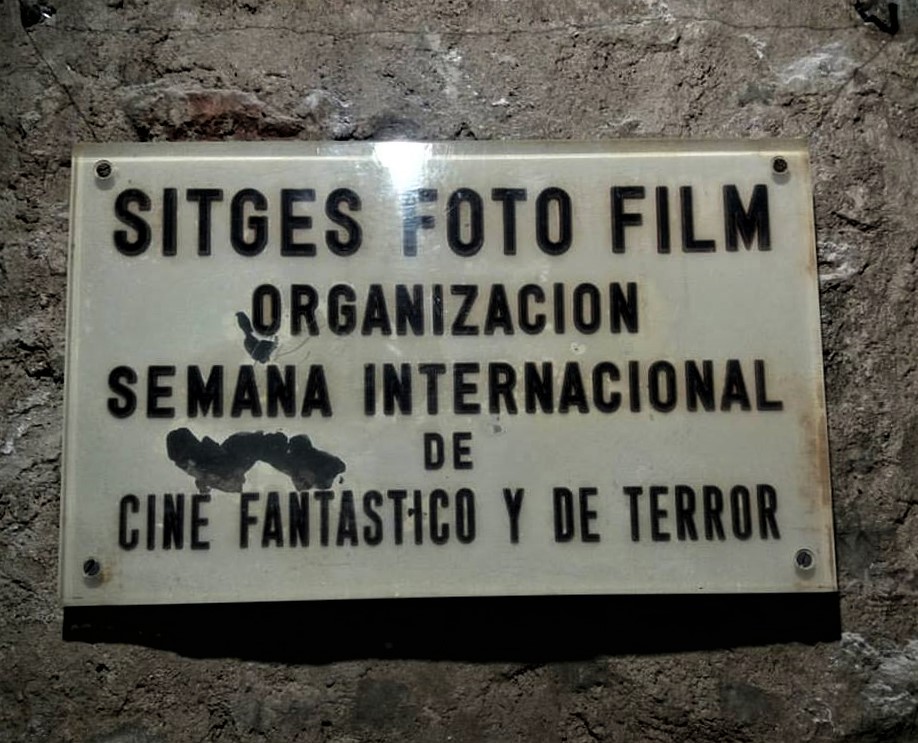 SITGES FOTO FILM
ORGANIZACION
SEMANA INTERNACIONAL
DE
CINE FANTASTICO Y DE TERROR